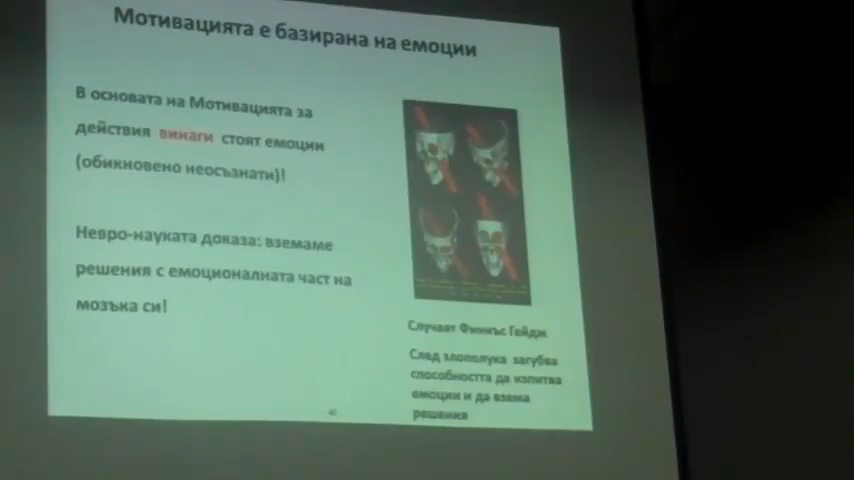 Мотивацията е базирана на емоции
В основата на Мотивацията за
действия винаги стоят емоции
(обикновено неосъзнати)!
Невро-науката доказа: вземаме
решения с емоционалната част на
мозъка си!
Случаят Финиъс Гейдж
След злополука загубва
способността да изпитва
емоции и да взема
решения